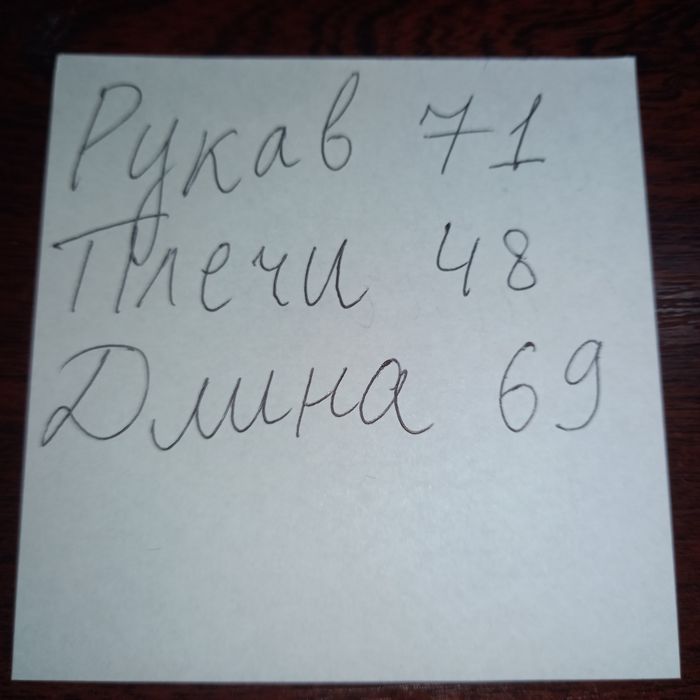 Рукав 71
Плечи 48
Длина 69